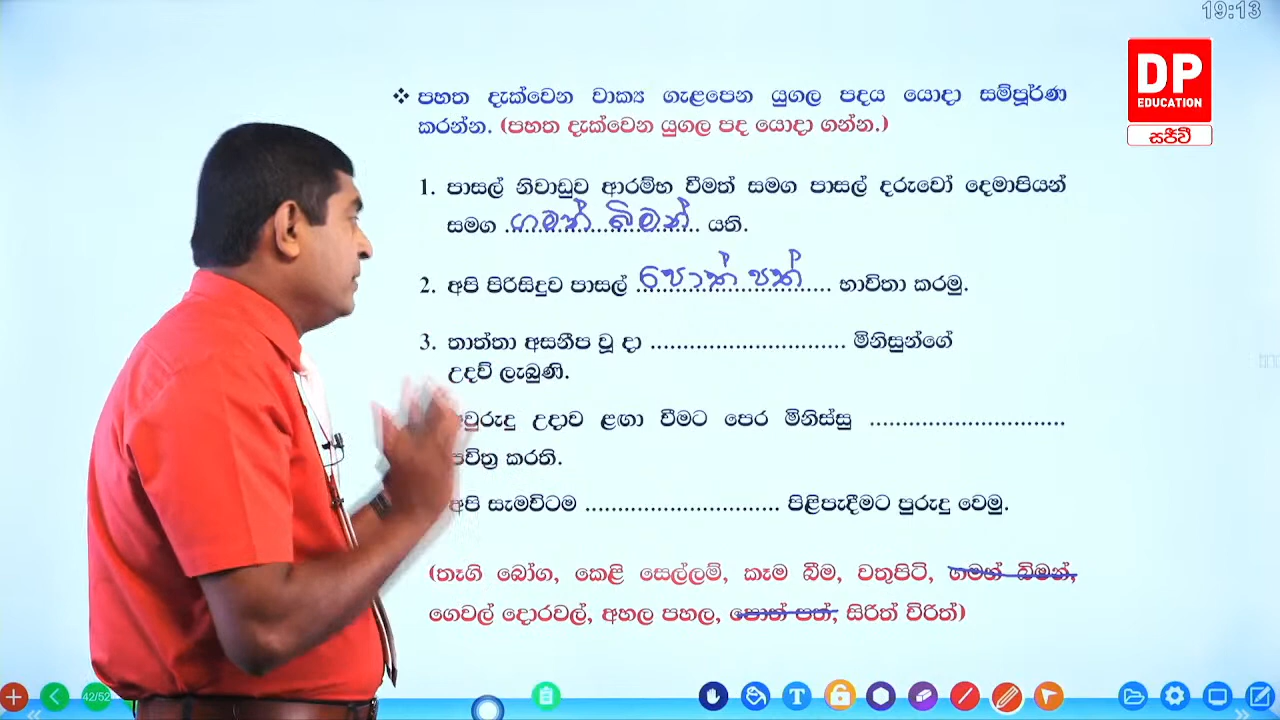 19:13
DP
EDUCATION
සජීවී
❖ පහත දැක්වෙන වාක්‍ය ගැළපෙන යුගල පදය යොදා සම්පූර්ණ
කරන්න. (පහත දැක්වෙන යුගල පද යොදා ගන්න.)
1. පාසල් නිවාඩුව ආරම්භ වීමත් සමග පාසල් දරුවෝ දෙමාපියන්
සමග ගමන් බිමන් යති.
2. අපි පිරිසිදුව පාසල් පොත් පත් භාවිතා කරමු.
3. තාත්තා අසනීප වූ දා .............................. මිනිසුන්ගේ
උදව් ලැබුණි.
උදාව ළඟා වීමට පෙර මිනිස්සු ..............................
කරති.
අපි සැමවිටම .............................. පිළිපැදීමට පුරුදු වෙමු.
(තෑගි බෝග, කෙළි සෙල්ලම්, කෑම බීම, වතුපිටි, ගමන් බිමන්,
ගෙවල් දොරවල්, අහල පහල, පොත් පත්, සිරිත් විරිත්)
42/52